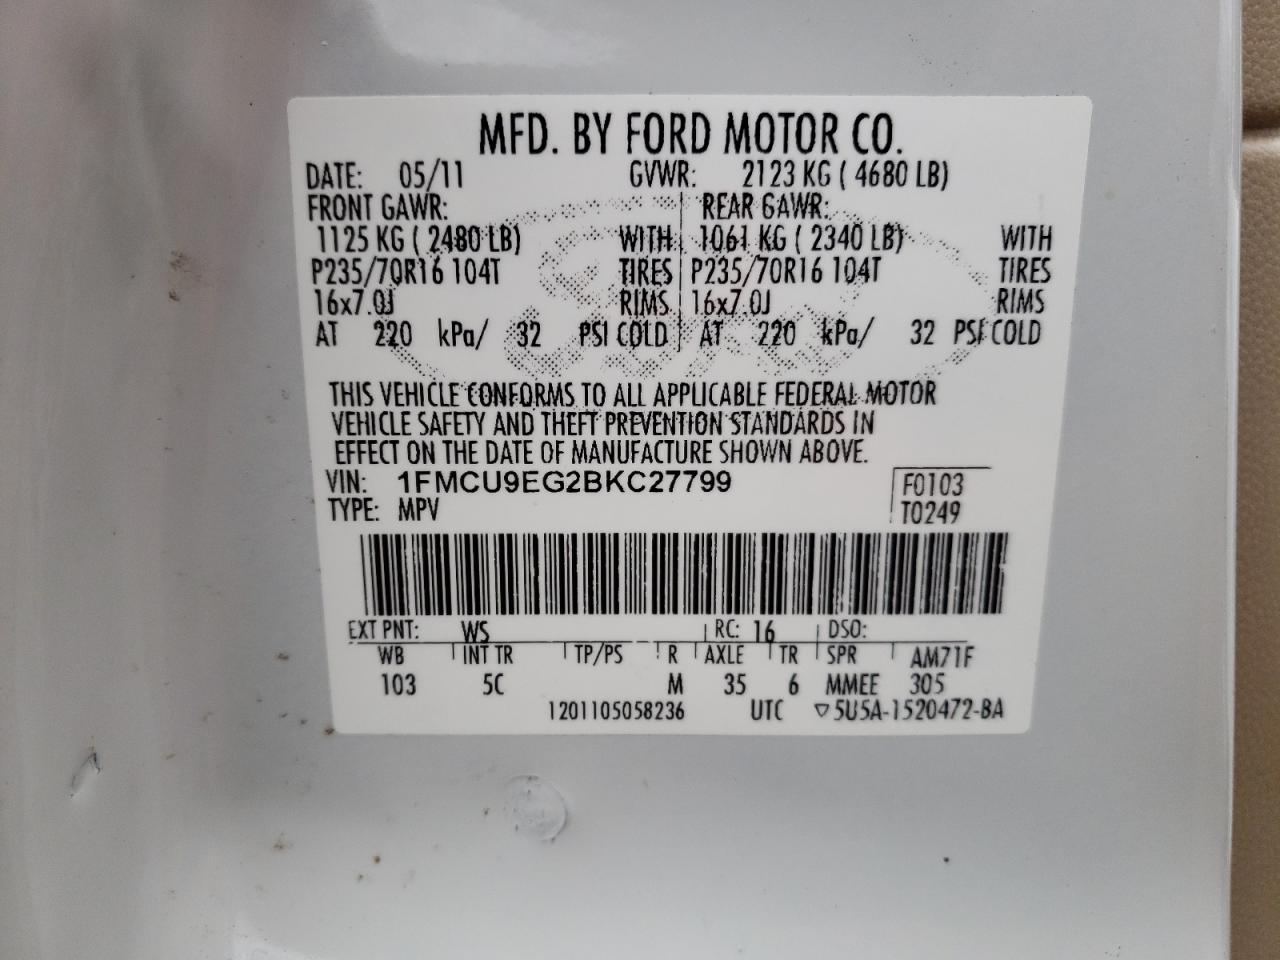 MFD. BY FORD MOTOR CO.
DATE: 05/11 GVWR: 2123 KG ( 4680 LB)
FRONT GAWR: REAR GAWR:
1125 KG ( 2480 LB) WITH 1061 KG ( 2340 LB) WITH
P235/70R16 104T TIRES P235/70R16 104T TIRES
16x7.0J RIMS 16x7.0J RIMS
AT 220 kPa/ 32 PSI COLD AT 220 kPa/ 32 PSI COLD
THIS VEHICLE CONFORMS TO ALL APPLICABLE FEDERAL MOTOR
VEHICLE SAFETY AND THEFT PREVENTION STANDARDS IN
EFFECT ON THE DATE OF MANUFACTURE SHOWN ABOVE.
VIN: 1FMCU9EG2BKC27799 F0103
TYPE: MPV T0249
EXT PNT: WS RC: 16 DSO:
WB INT TR TP/PS R AXLE TR SPR AM71F
103 5C M 35 6 MMEE 305
1201105058236 UTC ▽5U5A-1520472-BA